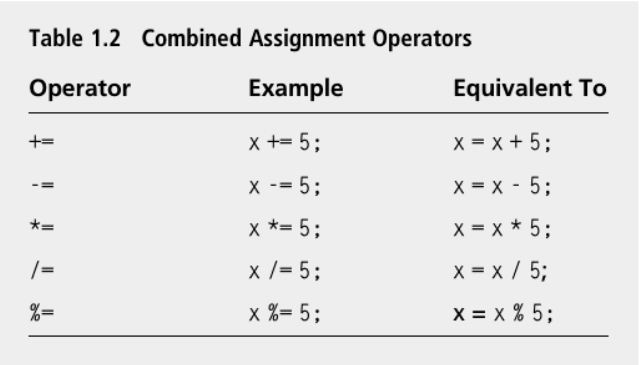 Table 1.2 Combined Assignment Operators
Operator Example Equivalent To
+= x += 5; x = x + 5;
-= x -= 5; x = x - 5;
*= x *= 5; x = x * 5;
/= x /= 5; x = x / 5;
%= x %= 5; x = x % 5;